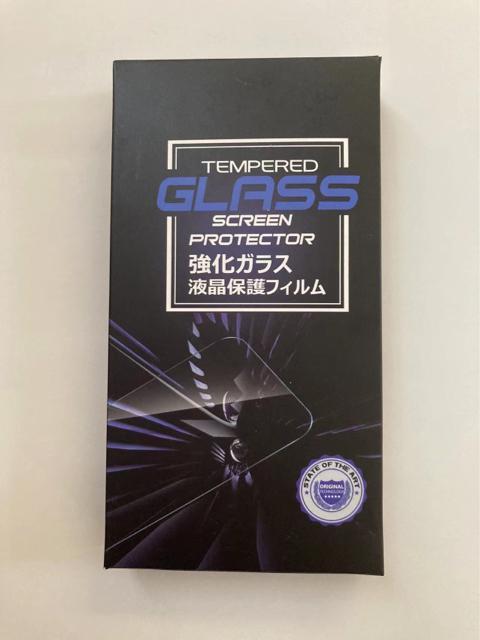 TEMPERED
GLASS
SCREEN
PROTECTOR
強化ガラス
液晶保護フィルム
STATE OF THE ART
ORIGINAL
TECHNOLOGY